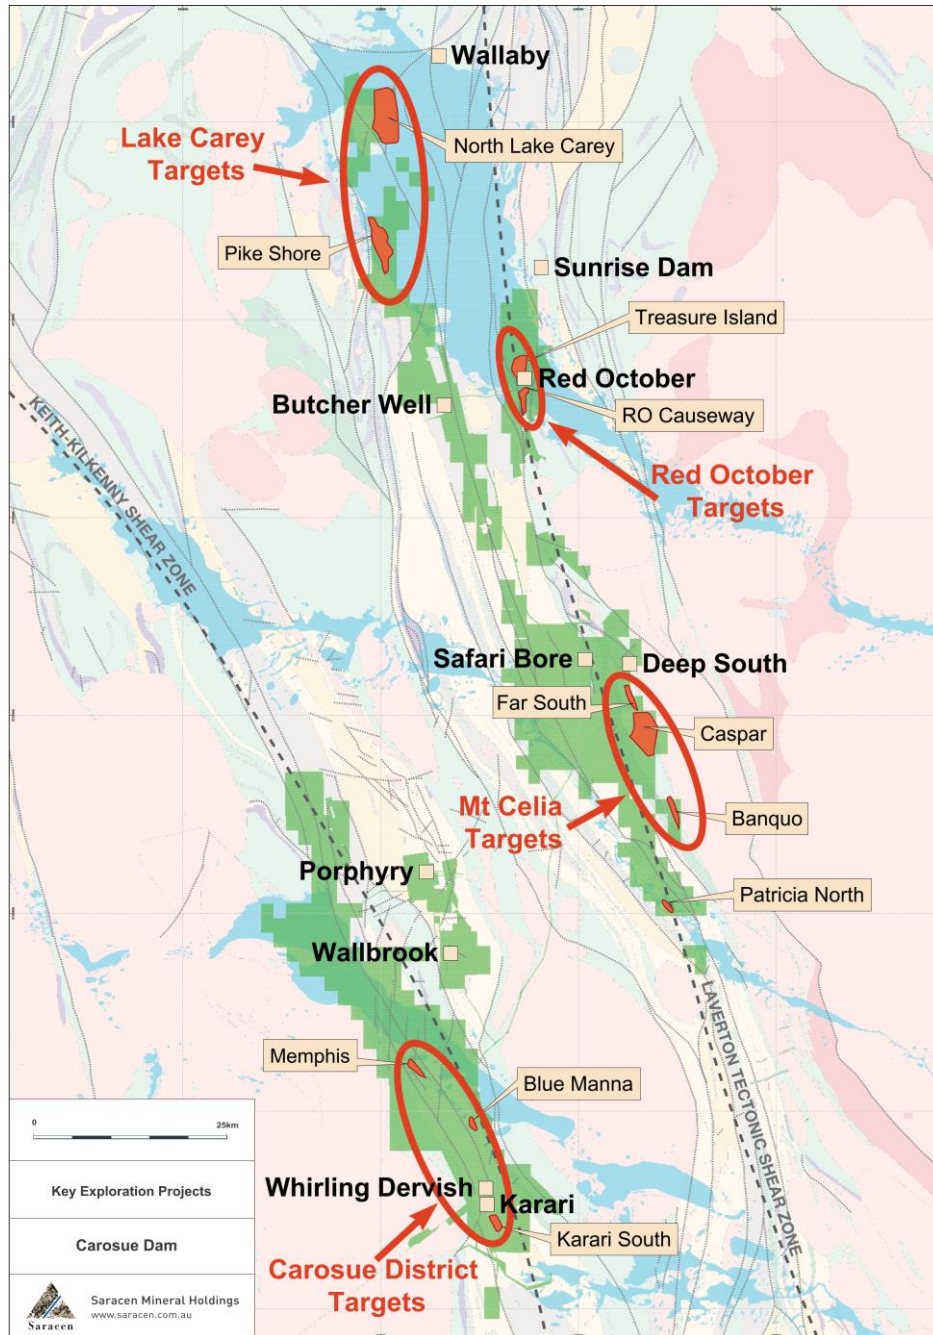 Wallaby
North Lake Carey
Lake Carey
Targets
Pike Shore
Sunrise Dam
Treasure Island
Red October
RO Causeway
Butcher Well
Red October
Targets
KEITH-KILKENNY SHEAR ZONE
Safari Bore
Deep South
Far South
Caspar
Mt Celia
Targets
Banquo
Porphyry
Patricia North
Wallbrook
LAVERTON TECTONIC SHEAR ZONE
Memphis
Blue Manna
Whirling Dervish
Karari
Karari South
Carosue District
Targets
0 25km
Key Exploration Projects
Carosue Dam
Saracen
Saracen Mineral Holdings
www.saracen.com.au